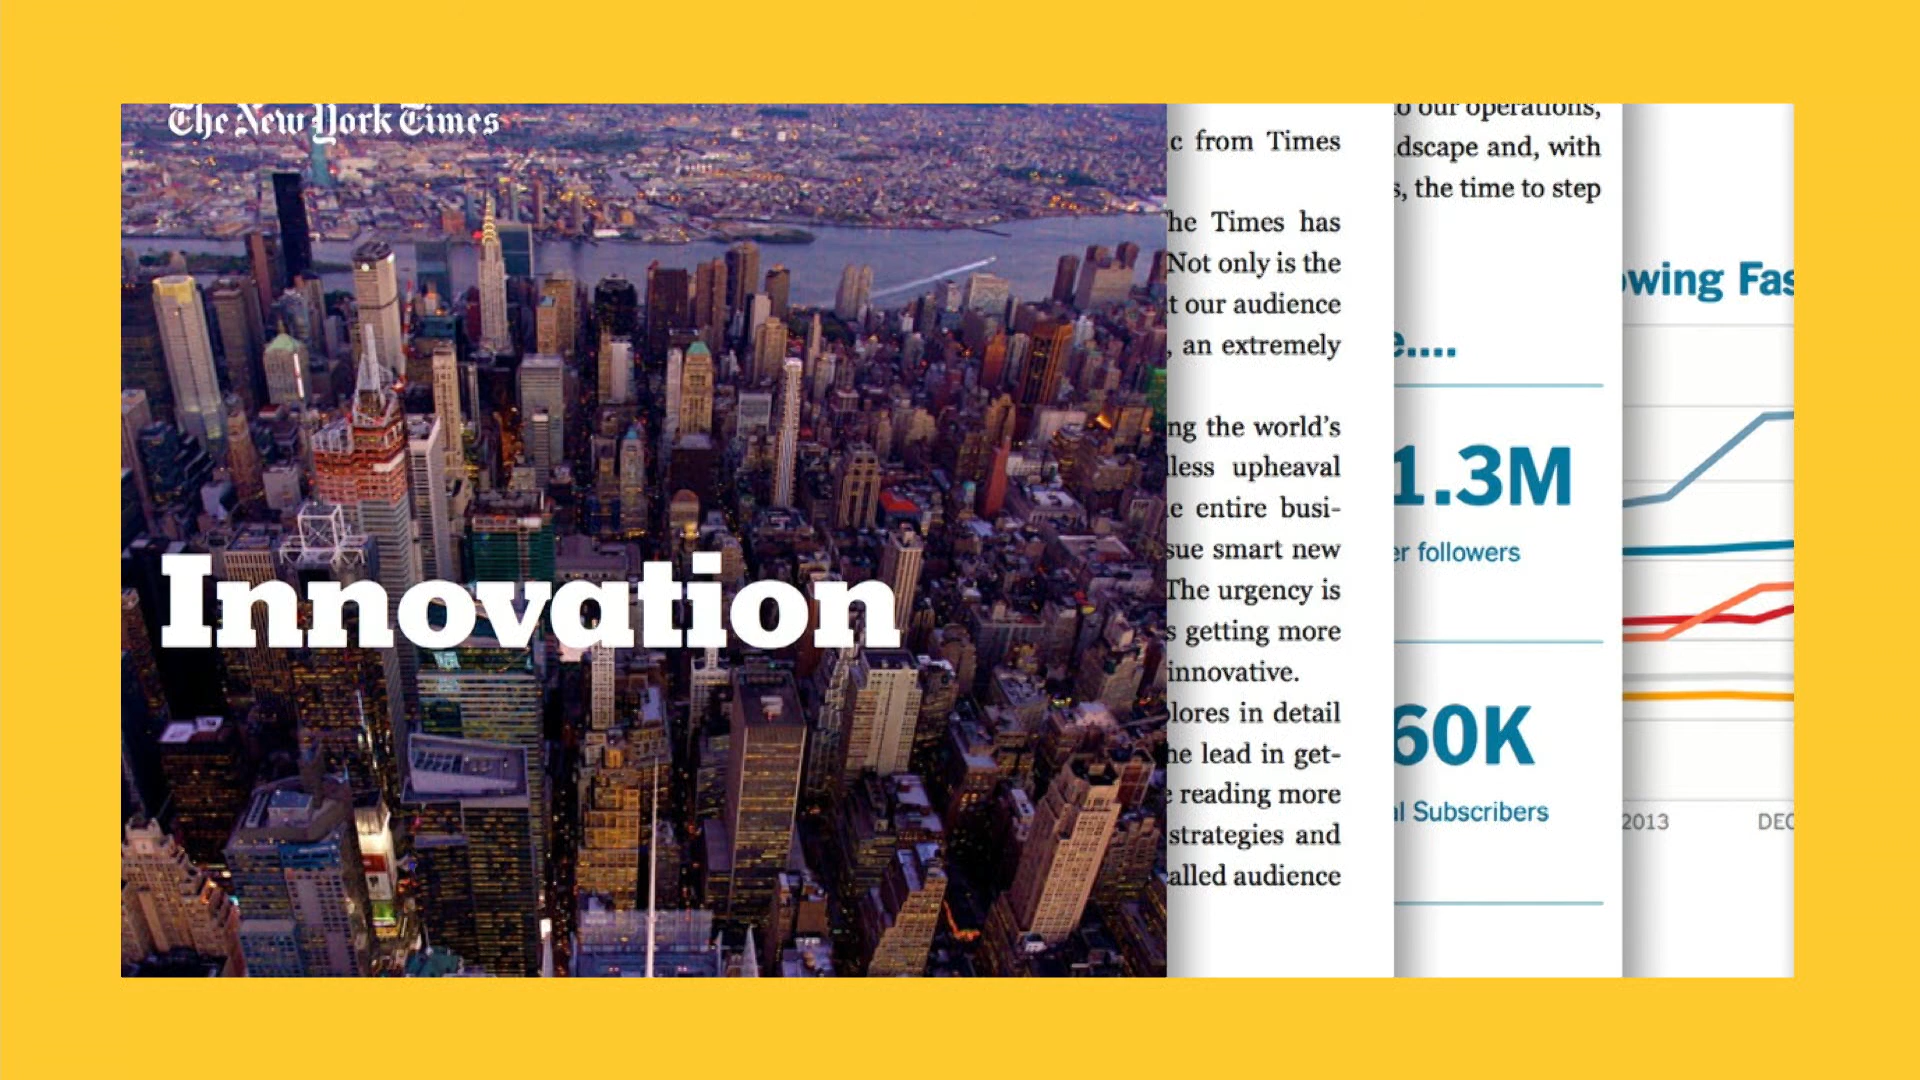 The New York Times
Innovation
c from Times
he Times has
Not only is the
t our audience
, an extremely
ng the world's
less upheaval
e entire busi-
sue smart new
The urgency is
s getting more
innovative.
lores in detail
he lead in get-
e reading more
strategies and
alled audience
o our operations,
dscape and, with
s, the time to step
e....
1.3M
er followers
60K
l Subscribers
owing Fas
2013
DEC